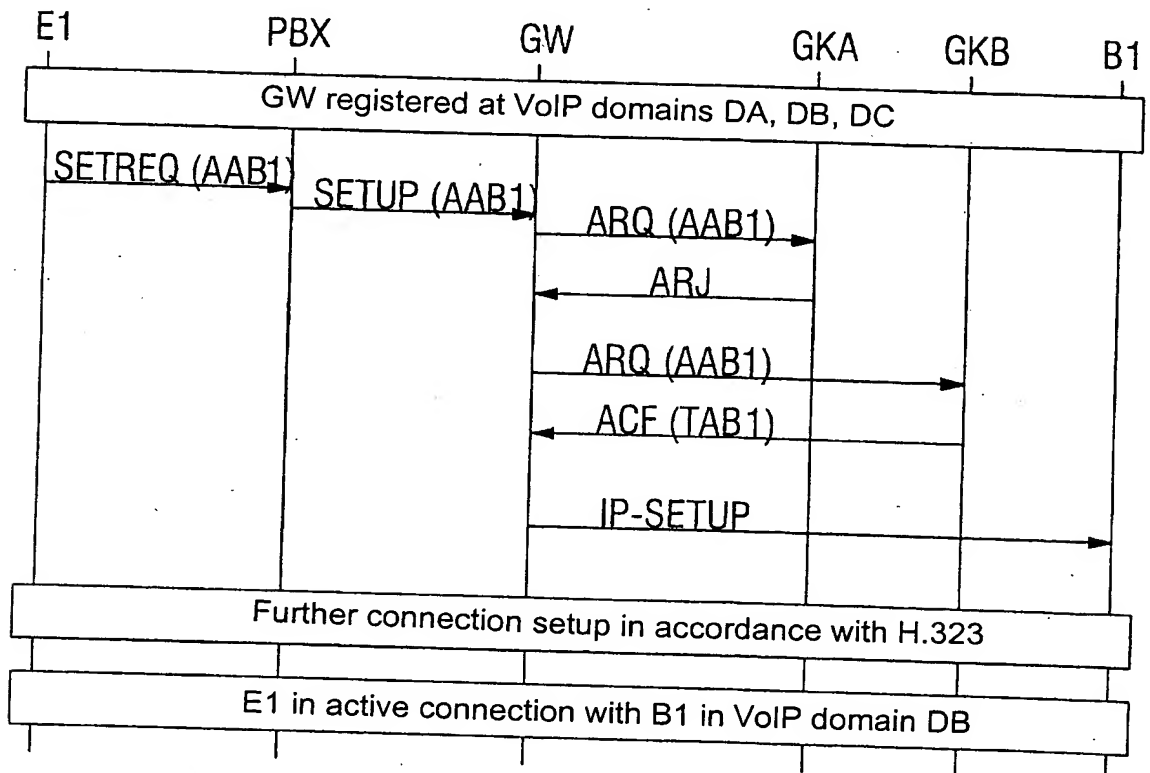 E1 PBX GW GKA GKB B1
GW registered at VoIP domains DA, DB, DC
SETREQ (AAB1)
SETUP (AAB1)
ARQ (AAB1)
ARJ
ARQ (AAB1)
ACF (TAB1)
IP-SETUP
Further connection setup in accordance with H.323
E1 in active connection with B1 in VoIP domain DB